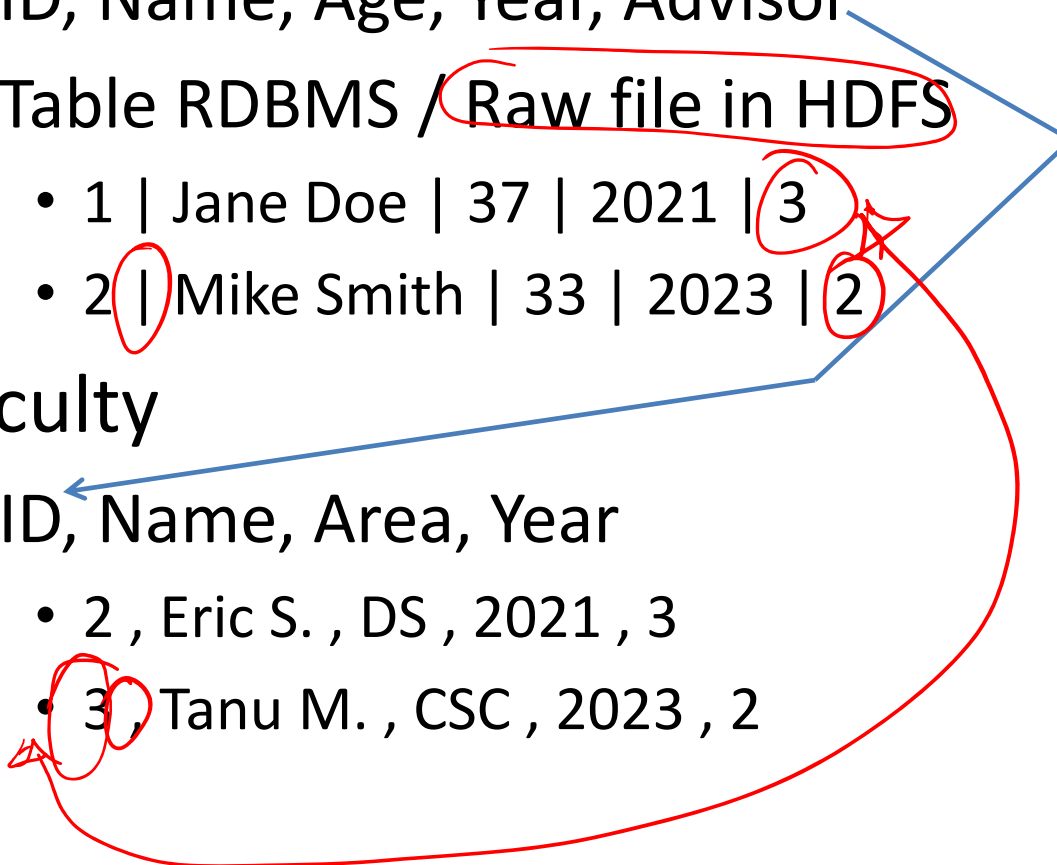 ID, Name, Age, Year, Advisor
Table RDBMS / Raw file in HDFS
• 1 | Jane Doe | 37 | 2021 | 3
• 2 | Mike Smith | 33 | 2023 | 2
culty
ID, Name, Area, Year
• 2 , Eric S. , DS , 2021 , 3
• 3 , Tanu M. , CSC , 2023 , 2